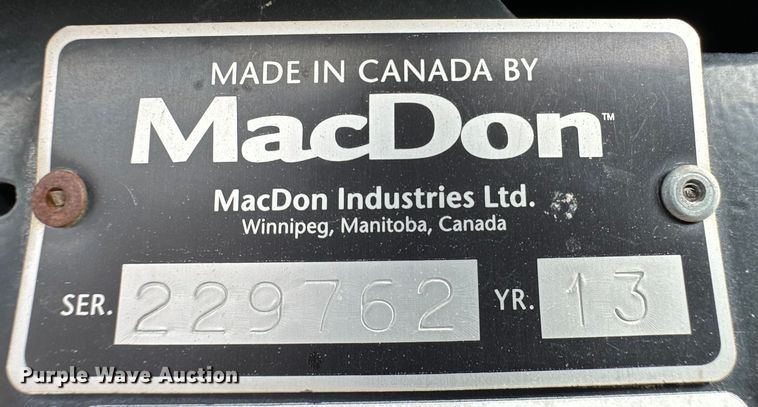 MADE IN CANADA BY
MacDon™
MacDon Industries Ltd.
Winnipeg, Manitoba, Canada
SER. 229762 YR. 13
Purple Wave Auction